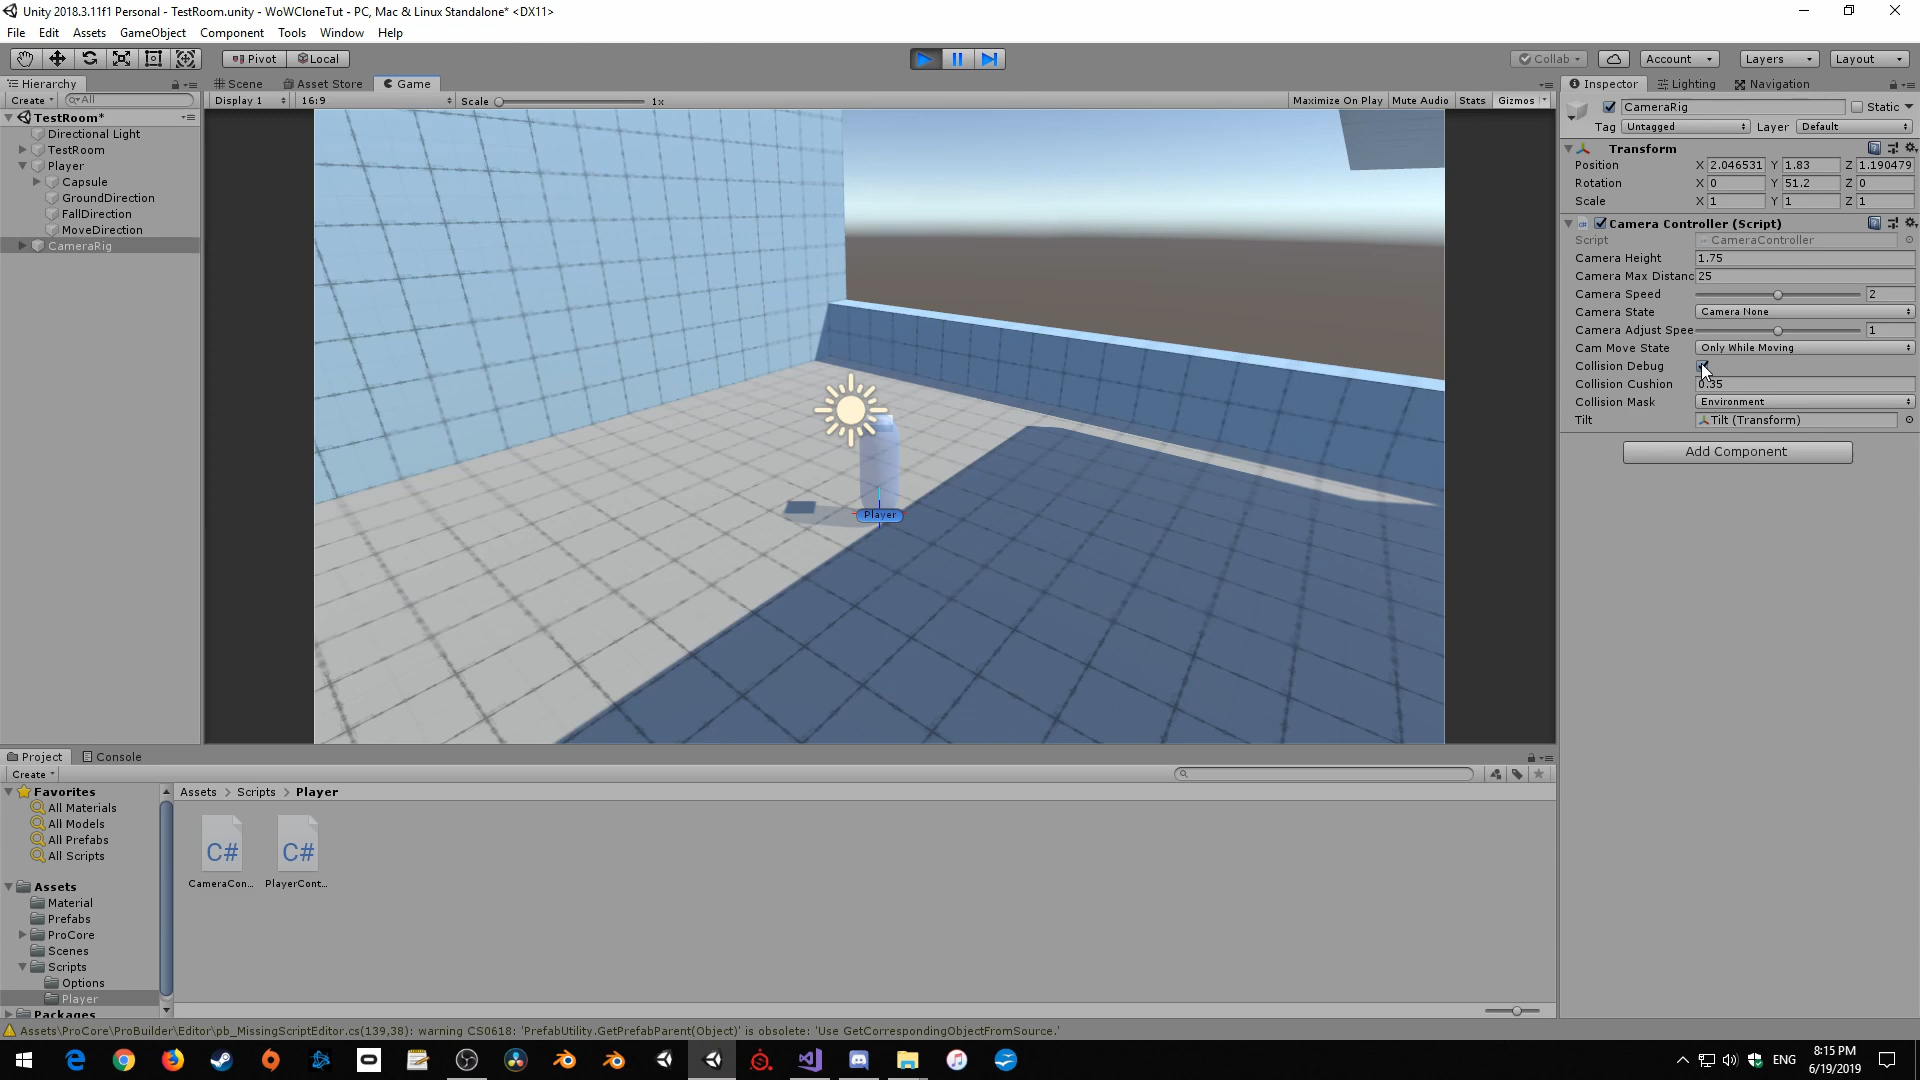 Unity 2018.3.11f1 Personal - TestRoom.unity - WoWCloneTut - PC, Mac & Linux Standalone* <DX11>
File Edit Assets GameObject Component Tools Window Help
Pivot Local Collab Account Layers Layout
Hierarchy Scene Asset Store Game Inspector Lighting Navigation
Create All Display 1 16:9 Scale 1x Maximize On Play Mute Audio Stats Gizmos
CameraRig Static
TestRoom*
Tag Untagged Layer Default
Directional Light
TestRoom
Player
Capsule
GroundDirection
FallDirection
MoveDirection
CameraRig
Transform
Position X 2.046531 Y 1.83 Z 1.190479
Rotation X 0 Y 51.2 Z 0
Scale X 1 Y 1 Z 1
Camera Controller (Script)
Script CameraController
Camera Height 1.75
Camera Max Distanc 25
Camera Speed 2
Camera State Camera None
Camera Adjust Spee 1
Cam Move State Only While Moving
Collision Debug
Collision Cushion 0.35
Collision Mask Environment
Tilt Tilt (Transform)
Add Component
Player
Project Console
Create
Favorites
All Materials
All Models
All Prefabs
All Scripts
Assets
Material
Prefabs
ProCore
Scenes
Scripts
Options
Player
Packages
Assets > Scripts > Player
C# C#
CameraCon... PlayerCont...
Assets\ProCore\ProBuilder\Editor\pb_MissingScriptEditor.cs(139,38): warning CS0618: 'PrefabUtility.GetPrefabParent(Object)' is obsolete: 'Use GetCorrespondingObjectFromSource.'
ENG
8:15 PM
6/19/2019